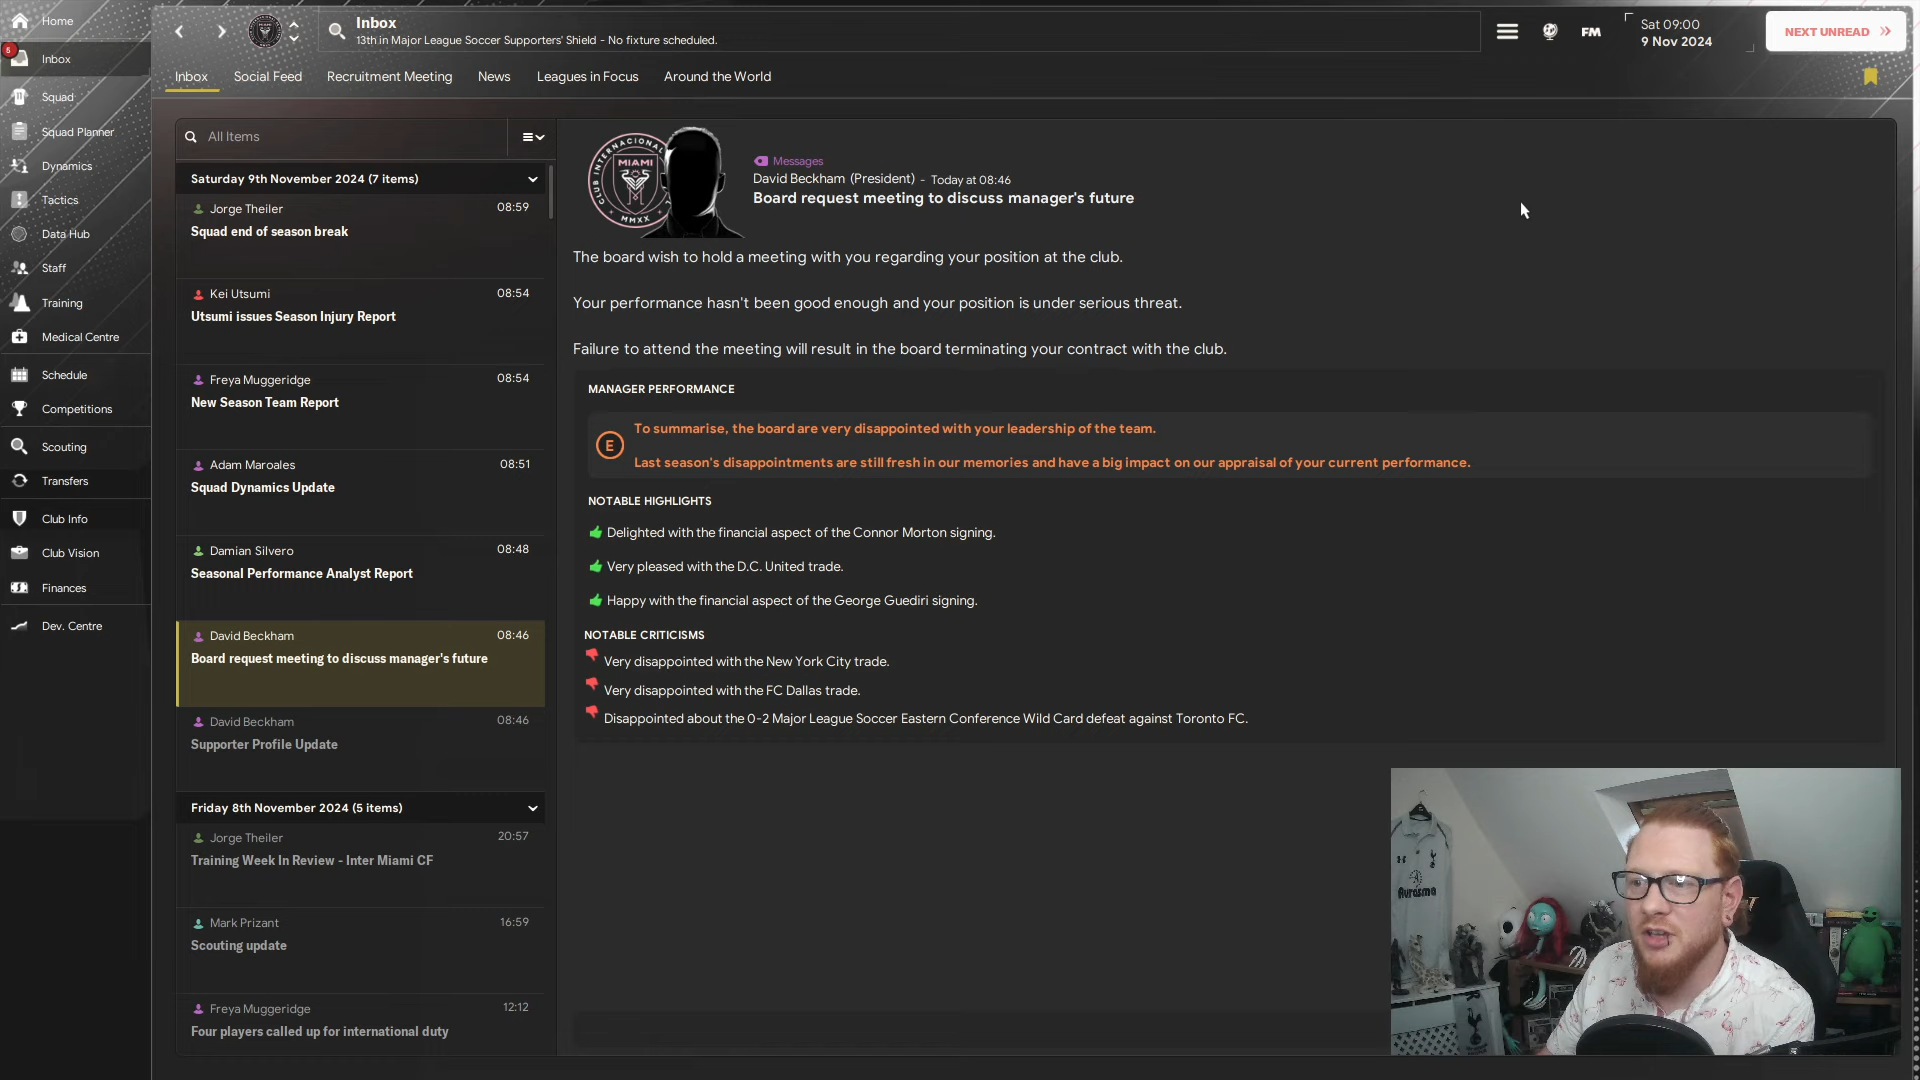 Home
5
Inbox
Squad
Squad Planner
Dynamics
Tactics
Data Hub
Staff
Training
Medical Centre
Schedule
Competitions
Scouting
Transfers
Club Info
Club Vision
Finances
Dev. Centre
Inbox
13th in Major League Soccer Supporters' Shield - No fixture scheduled.
FM
Sat 09:00
9 Nov 2024
NEXT UNREAD
Inbox
Social Feed
Recruitment Meeting
News
Leagues in Focus
Around the World
All Items
Saturday 9th November 2024 (7 items)
Jorge Theiler 08:59
Squad end of season break
Kei Utsumi 08:54
Utsumi issues Season Injury Report
Freya Muggeridge 08:54
New Season Team Report
Adam Maroales 08:51
Squad Dynamics Update
Damian Silvero 08:48
Seasonal Performance Analyst Report
David Beckham 08:46
Board request meeting to discuss manager's future
David Beckham 08:46
Supporter Profile Update
Friday 8th November 2024 (5 items)
Jorge Theiler 20:57
Training Week In Review - Inter Miami CF
Mark Prizant 16:59
Scouting update
Freya Muggeridge 12:12
Four players called up for international duty
CLUB INTERNACIONAL
MIAMI
MMXX
Messages
David Beckham (President) - Today at 08:46
Board request meeting to discuss manager's future
The board wish to hold a meeting with you regarding your position at the club.
Your performance hasn't been good enough and your position is under serious threat.
Failure to attend the meeting will result in the board terminating your contract with the club.
MANAGER PERFORMANCE
E
To summarise, the board are very disappointed with your leadership of the team.
Last season's disappointments are still fresh in our memories and have a big impact on our appraisal of your current performance.
NOTABLE HIGHLIGHTS
Delighted with the financial aspect of the Connor Morton signing.
Very pleased with the D.C. United trade.
Happy with the financial aspect of the George Guediri signing.
NOTABLE CRITICISMS
Very disappointed with the New York City trade.
Very disappointed with the FC Dallas trade.
Disappointed about the 0-2 Major League Soccer Eastern Conference Wild Card defeat against Toronto FC.
AURASMA